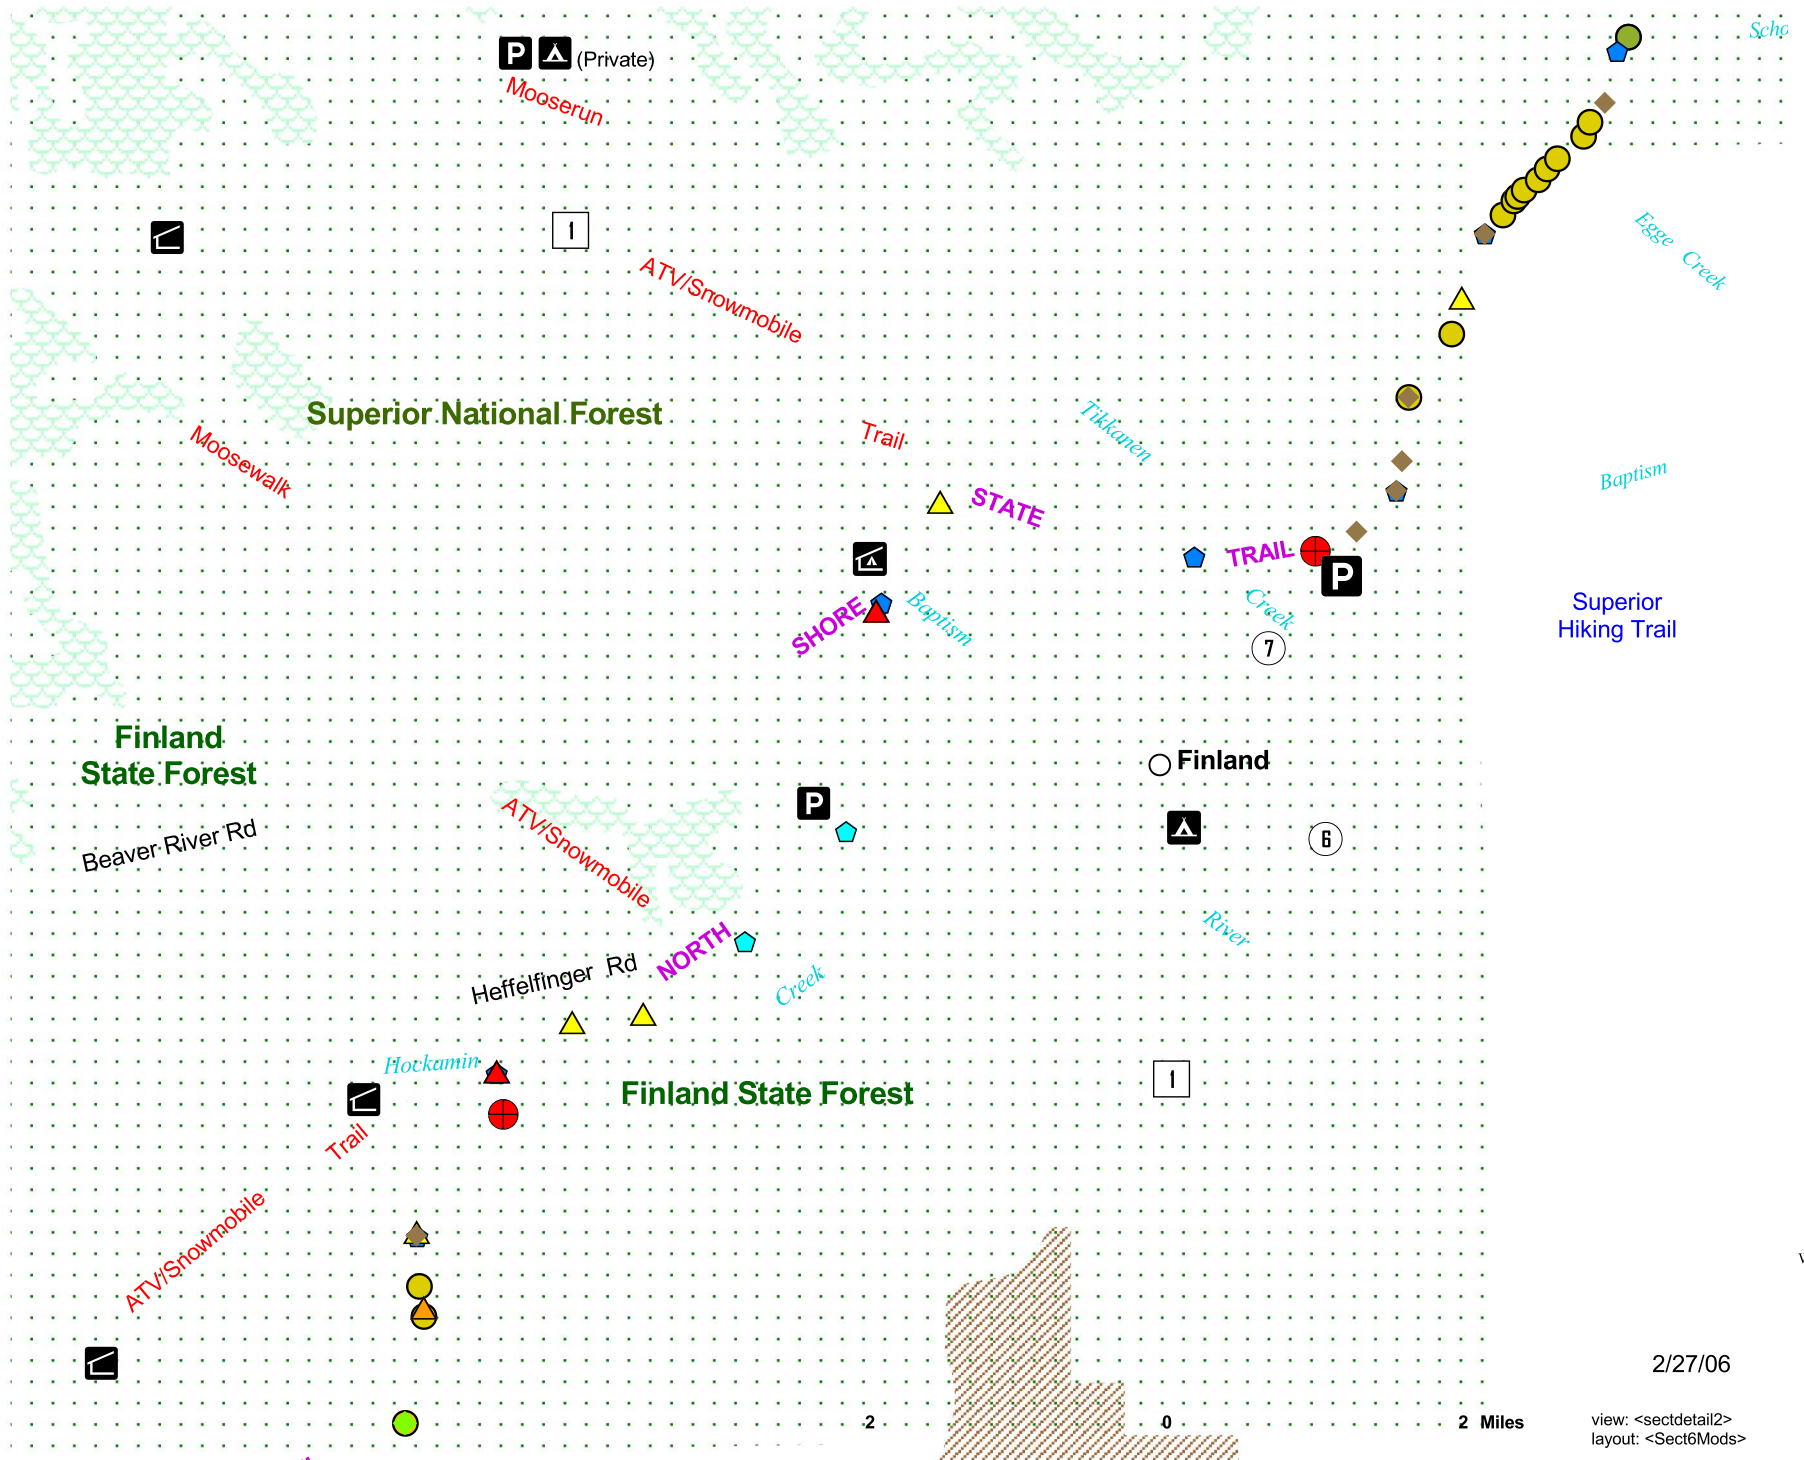 Scho
P (Private)
Mooserun
Egge Creek
1
ATV/Snowmobile
Superior National Forest
Tikkanen
Trail
Moosewalk
Baptism
STATE
TRAIL
P
Creek
Baptism
SHORE
Superior
Hiking Trail
7
Finland
State Forest
Finland
P
ATV/Snowmobile
Beaver River Rd
6
River
NORTH
Heffelfinger Rd
Creek
Hockamin
Finland State Forest
1
Trail
ATV/Snowmobile
2/27/06
2 0 2 Miles
view: <sectdetail2>
layout: <Sect6Mods>